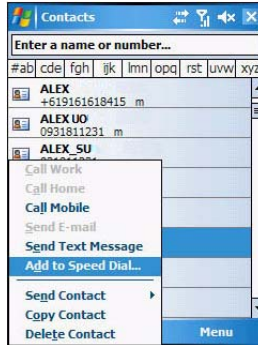 Contacts
Enter a name or number...
#ab cde fgh ijk lmn opq rst uvw xyz
ALEX
+619161618415 m
ALEX UO
0931811231 m
ALEX_SU
Call Work
Call Home
Call Mobile
Send E-mail
Send Text Message
Add to Speed Dial...
Send Contact
Copy Contact
Delete Contact
Menu